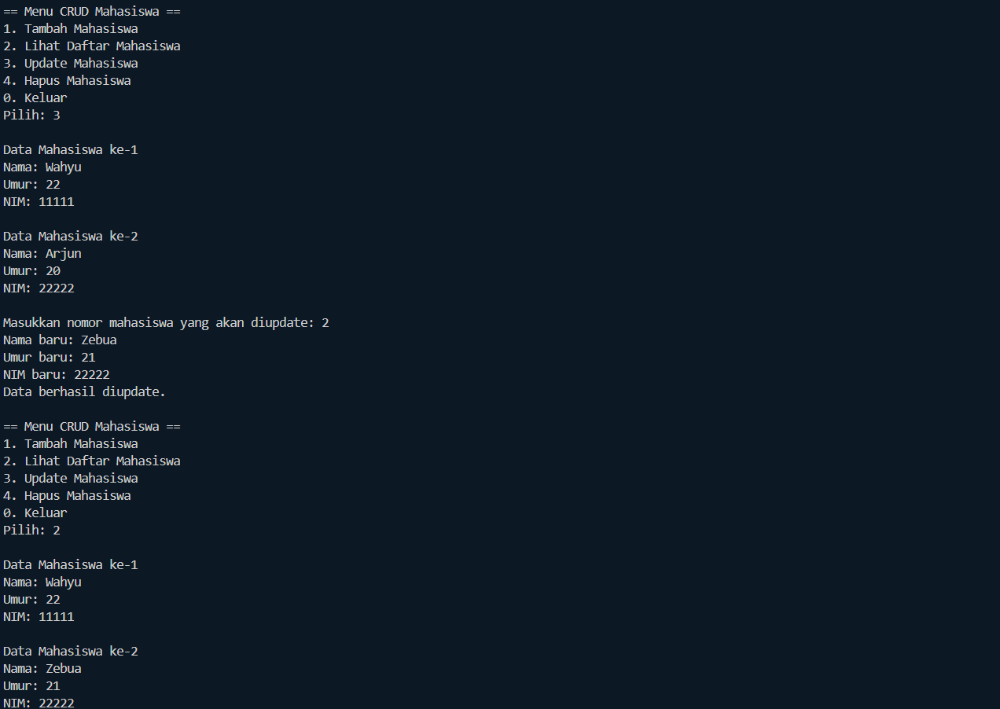 == Menu CRUD Mahasiswa ==
1. Tambah Mahasiswa
2. Lihat Daftar Mahasiswa
3. Update Mahasiswa
4. Hapus Mahasiswa
0. Keluar
Pilih: 3
Data Mahasiswa ke-1
Nama: Wahyu
Umur: 22
NIM: 11111
Data Mahasiswa ke-2
Nama: Arjun
Umur: 20
NIM: 22222
Masukkan nomor mahasiswa yang akan diupdate: 2
Nama baru: Zebua
Umur baru: 21
NIM baru: 22222
Data berhasil diupdate.
== Menu CRUD Mahasiswa ==
1. Tambah Mahasiswa
2. Lihat Daftar Mahasiswa
3. Update Mahasiswa
4. Hapus Mahasiswa
0. Keluar
Pilih: 2
Data Mahasiswa ke-1
Nama: Wahyu
Umur: 22
NIM: 11111
Data Mahasiswa ke-2
Nama: Zebua
Umur: 21
NIM: 22222